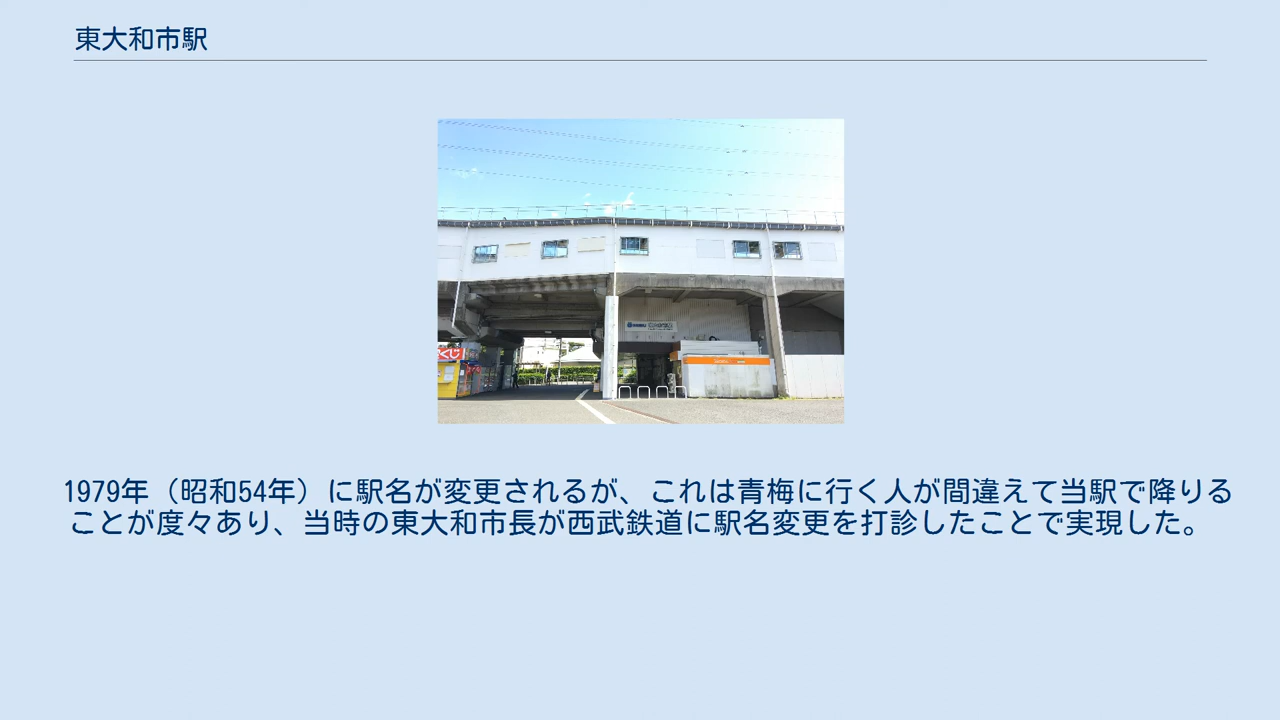 東大和市駅
くじ
1979年（昭和54年）に駅名が変更されるが、これは青梅に行く人が間違えて当駅で降りる
ことが度々あり、当時の東大和市長が西武鉄道に駅名変更を打診したことで実現した。